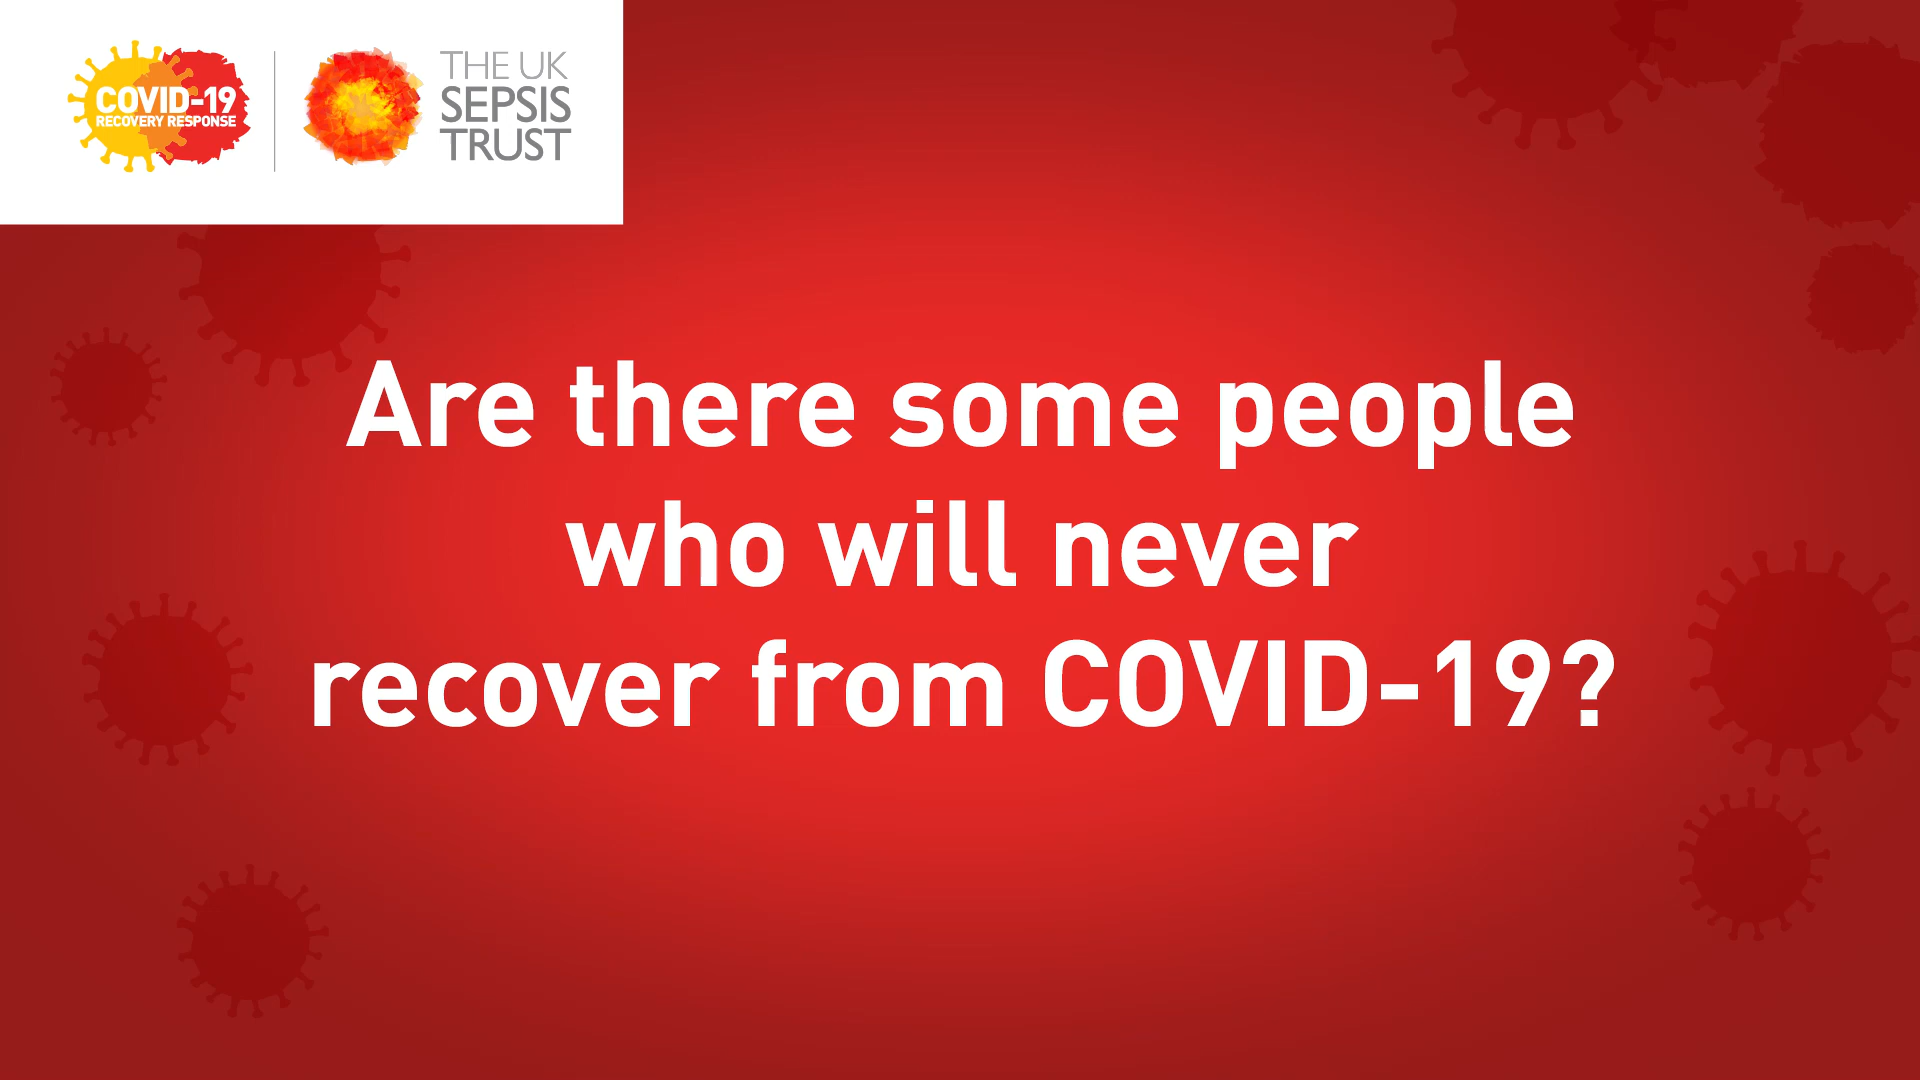 COVID-19
RECOVERY RESPONSE
THE UK
SEPSIS
TRUST
Are there some people
who will never
recover from COVID-19?